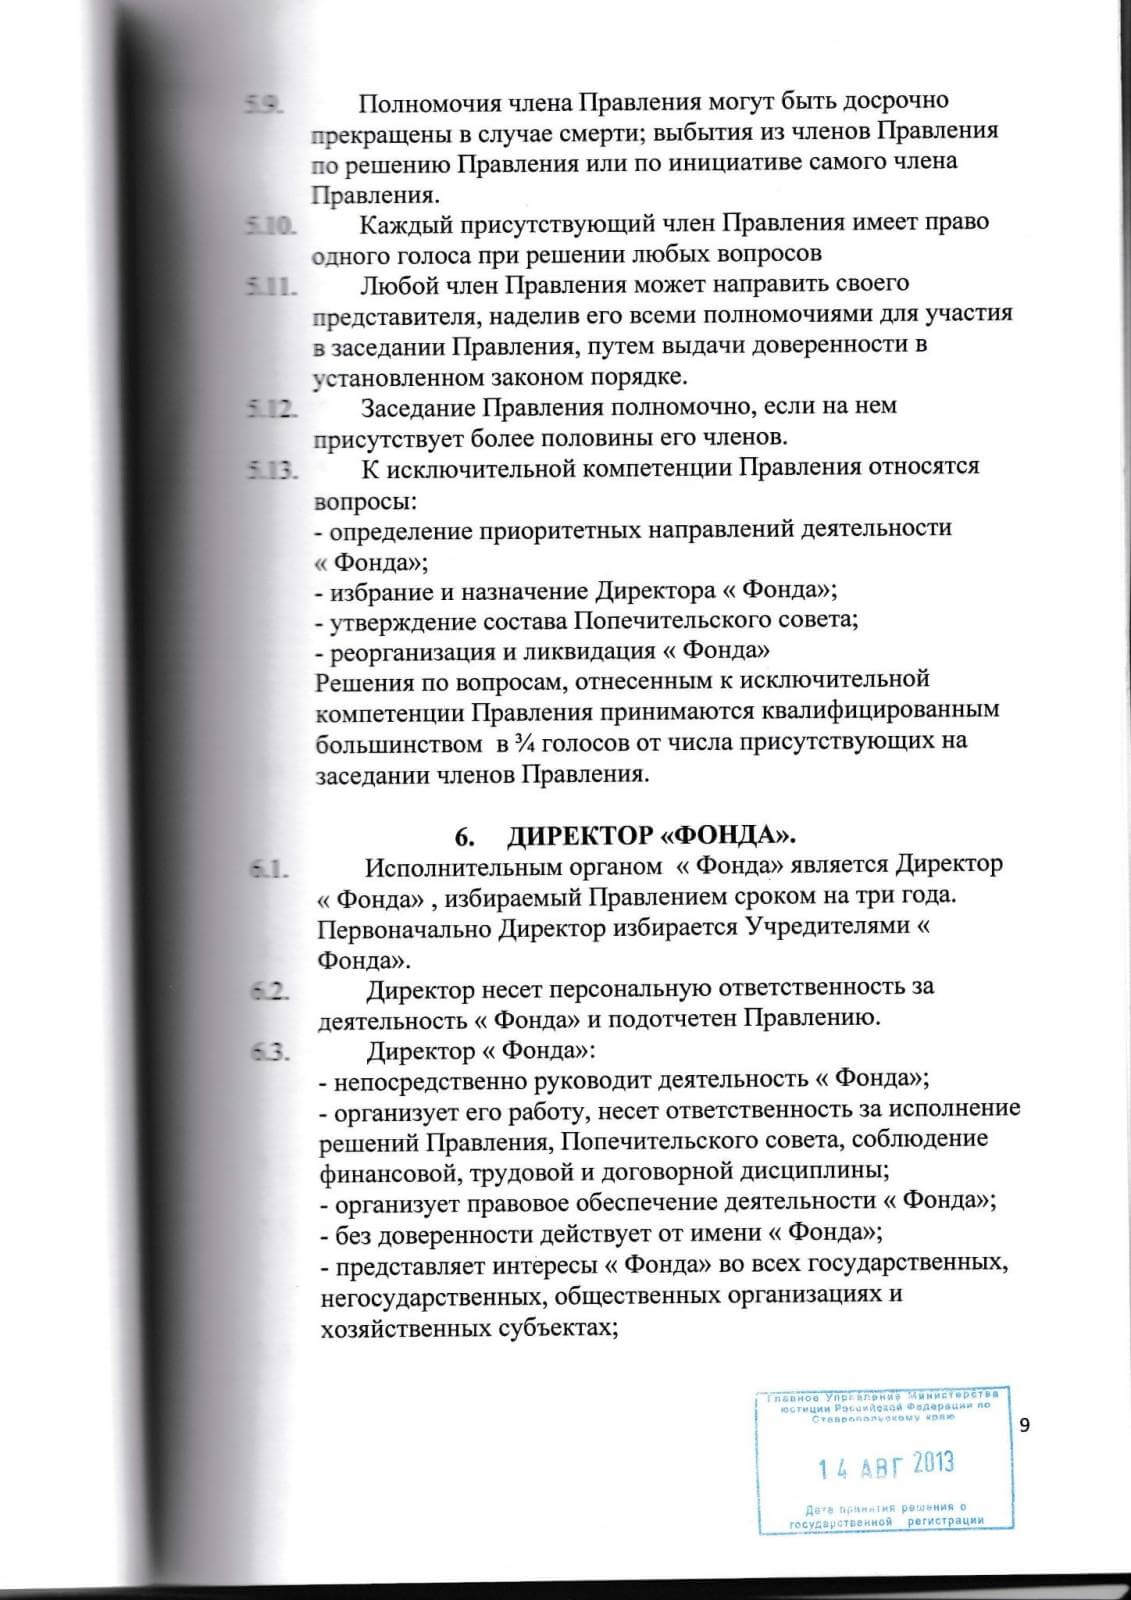 5.9. Полномочия члена Правления могут быть досрочно
прекращены в случае смерти; выбытия из членов Правления
по решению Правления или по инициативе самого члена
Правления.
5.10. Каждый присутствующий член Правления имеет право
одного голоса при решении любых вопросов
5.11. Любой член Правления может направить своего
представителя, наделив его всеми полномочиями для участия
в заседании Правления, путем выдачи доверенности в
установленном законом порядке.
5.12. Заседание Правления полномочно, если на нем
присутствует более половины его членов.
5.13. К исключительной компетенции Правления относятся
вопросы:
- определение приоритетных направлений деятельности
« Фонда»;
- избрание и назначение Директора « Фонда»;
- утверждение состава Попечительского совета;
- реорганизация и ликвидация « Фонда»
Решения по вопросам, отнесенным к исключительной
компетенции Правления принимаются квалифицированным
большинством в ¾ голосов от числа присутствующих на
заседании членов Правления.
6. ДИРЕКТОР «ФОНДА».
6.1. Исполнительным органом « Фонда» является Директор
« Фонда» , избираемый Правлением сроком на три года.
Первоначально Директор избирается Учредителями «
Фонда».
6.2. Директор несет персональную ответственность за
деятельность « Фонда» и подотчетен Правлению.
6.3. Директор « Фонда»:
- непосредственно руководит деятельность « Фонда»;
- организует его работу, несет ответственность за исполнение
решений Правления, Попечительского совета, соблюдение
финансовой, трудовой и договорной дисциплины;
- организует правовое обеспечение деятельности « Фонда»;
- без доверенности действует от имени « Фонда»;
- представляет интересы « Фонда» во всех государственных,
негосударственных, общественных организациях и
хозяйственных субъектах;
Главное Управление Министерства
юстиции Российской Федерации по
Ставропольскому краю
9
14 АВГ 2013
Дата принятия решения о
государственной регистрации